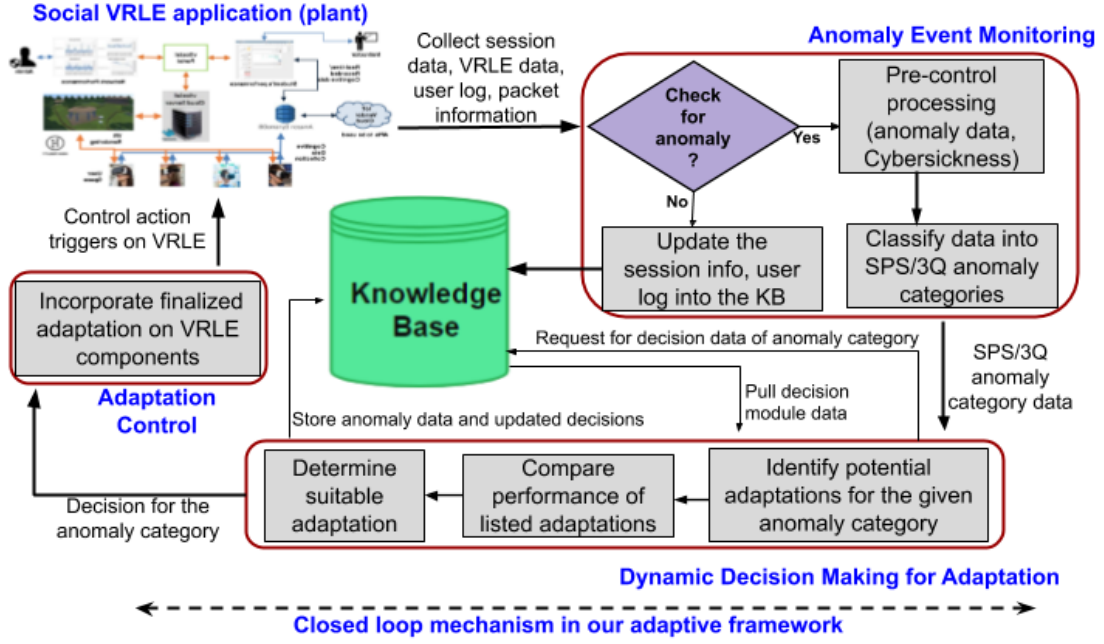 Social VRLE application (plant)
Collect session
data, VRLE data,
user log, packet
information
Anomaly Event Monitoring
Check
for
anomaly
?
Yes
No
Pre-control
processing
(anomaly data,
Cybersickness)
Classify data into
SPS/3Q anomaly
categories
Update the
session info, user
log into the KB
Knowledge
Base
Control action
triggers on VRLE
Incorporate finalized
adaptation on VRLE
components
Adaptation
Control
Request for decision data of anomaly category
Pull decision
module data
SPS/3Q
anomaly
category data
Store anomaly data and updated decisions
Determine
suitable
adaptation
Compare
performance of
listed adaptations
Identify potential
adaptations for the given
anomaly category
Decision for the
anomaly category
Dynamic Decision Making for Adaptation
Closed loop mechanism in our adaptive framework